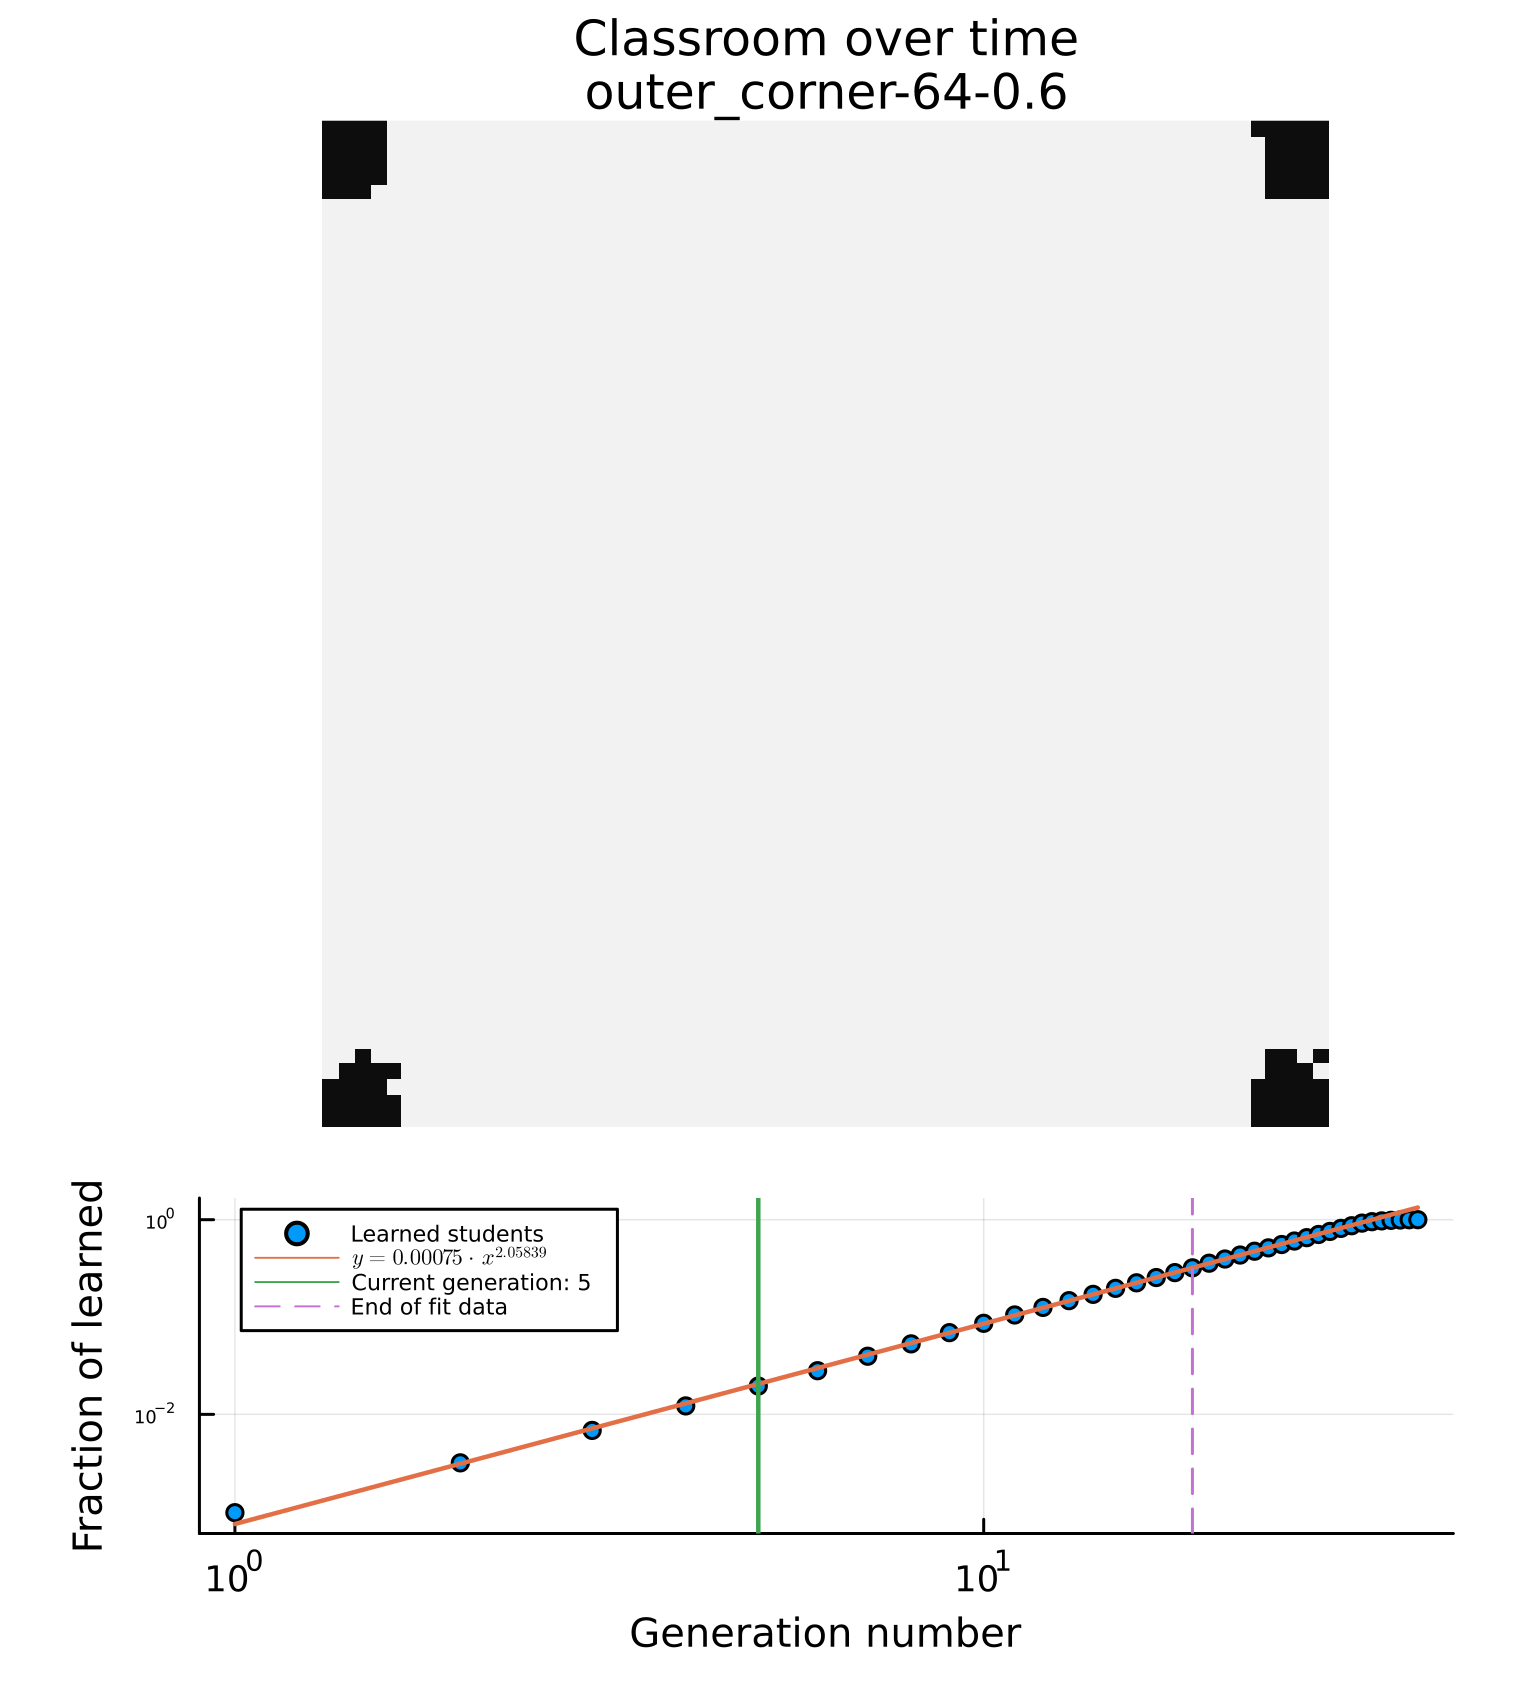 Classroom over time
outer_corner-64-0.6
Fraction of learned
10^0
10^-2
Learned students
y = 0.00075 · x^2.05839
Current generation: 5
End of fit data
10^0
10^1
Generation number